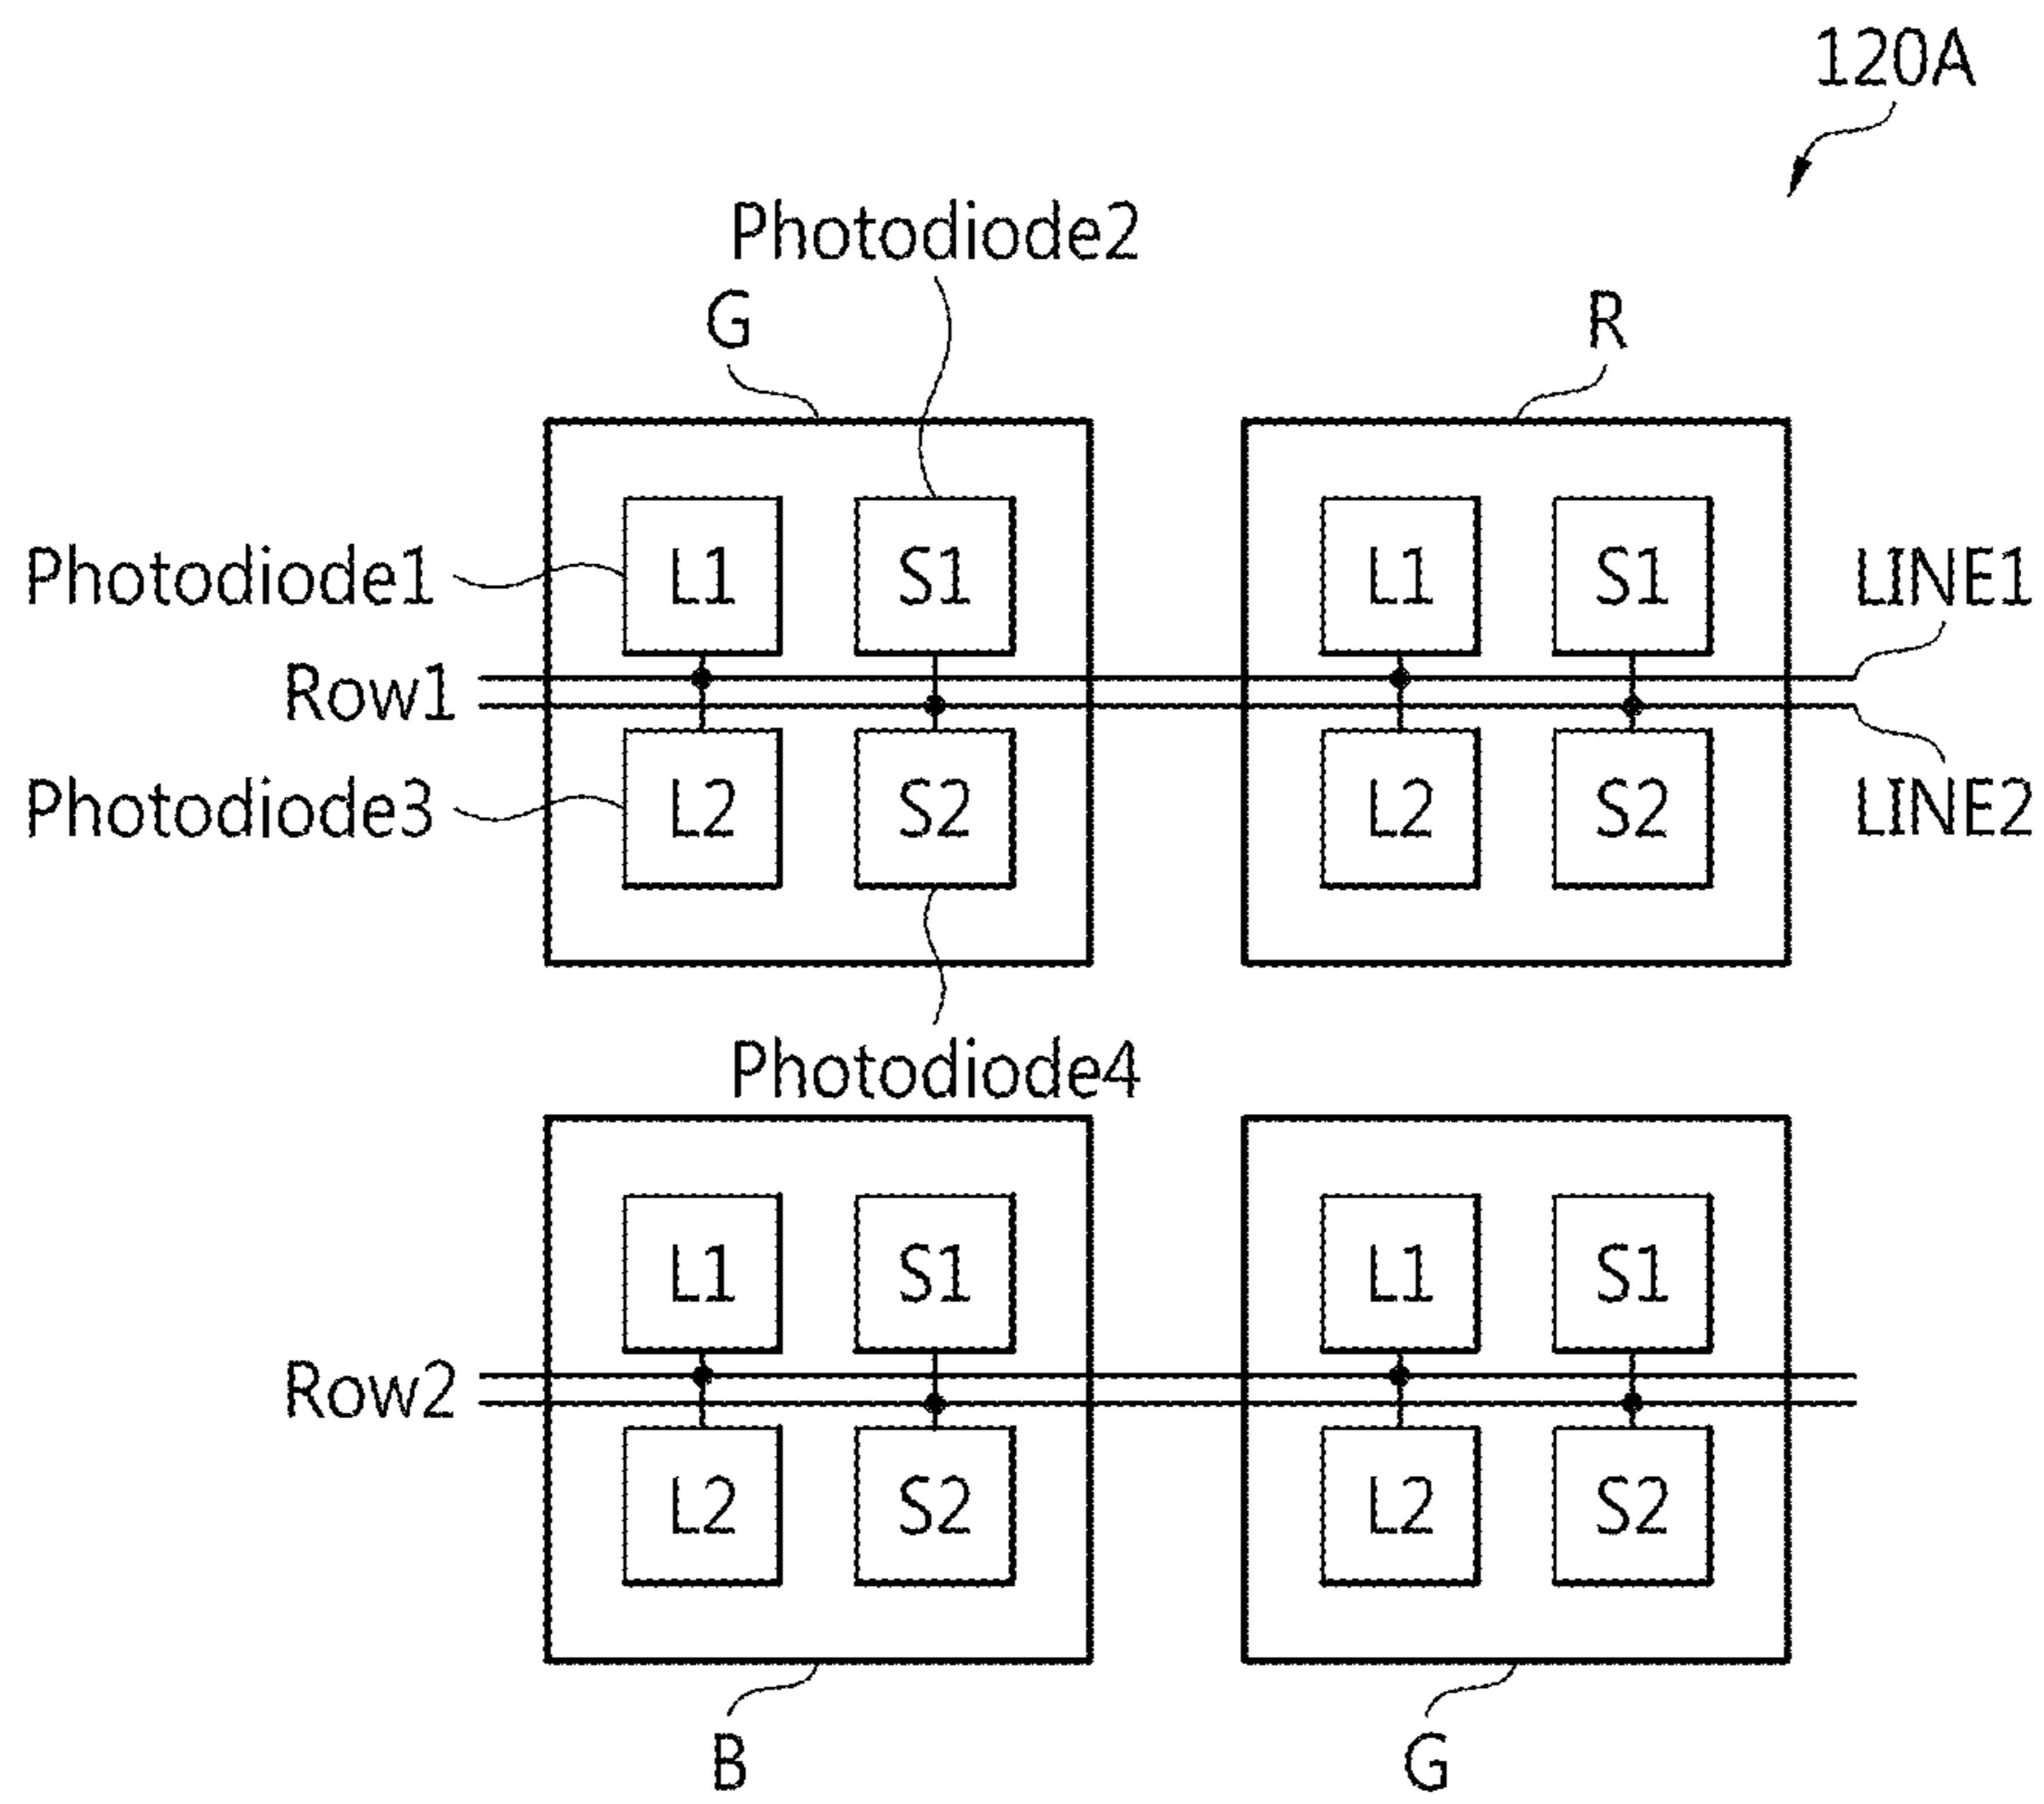 120A
Photodiode2
G
R
Photodiode1
L1
S1
L1
S1
LINE1
Row1
Photodiode3
L2
S2
L2
S2
LINE2
Photodiode4
L1
S1
L1
S1
Row2
L2
S2
L2
S2
B
G